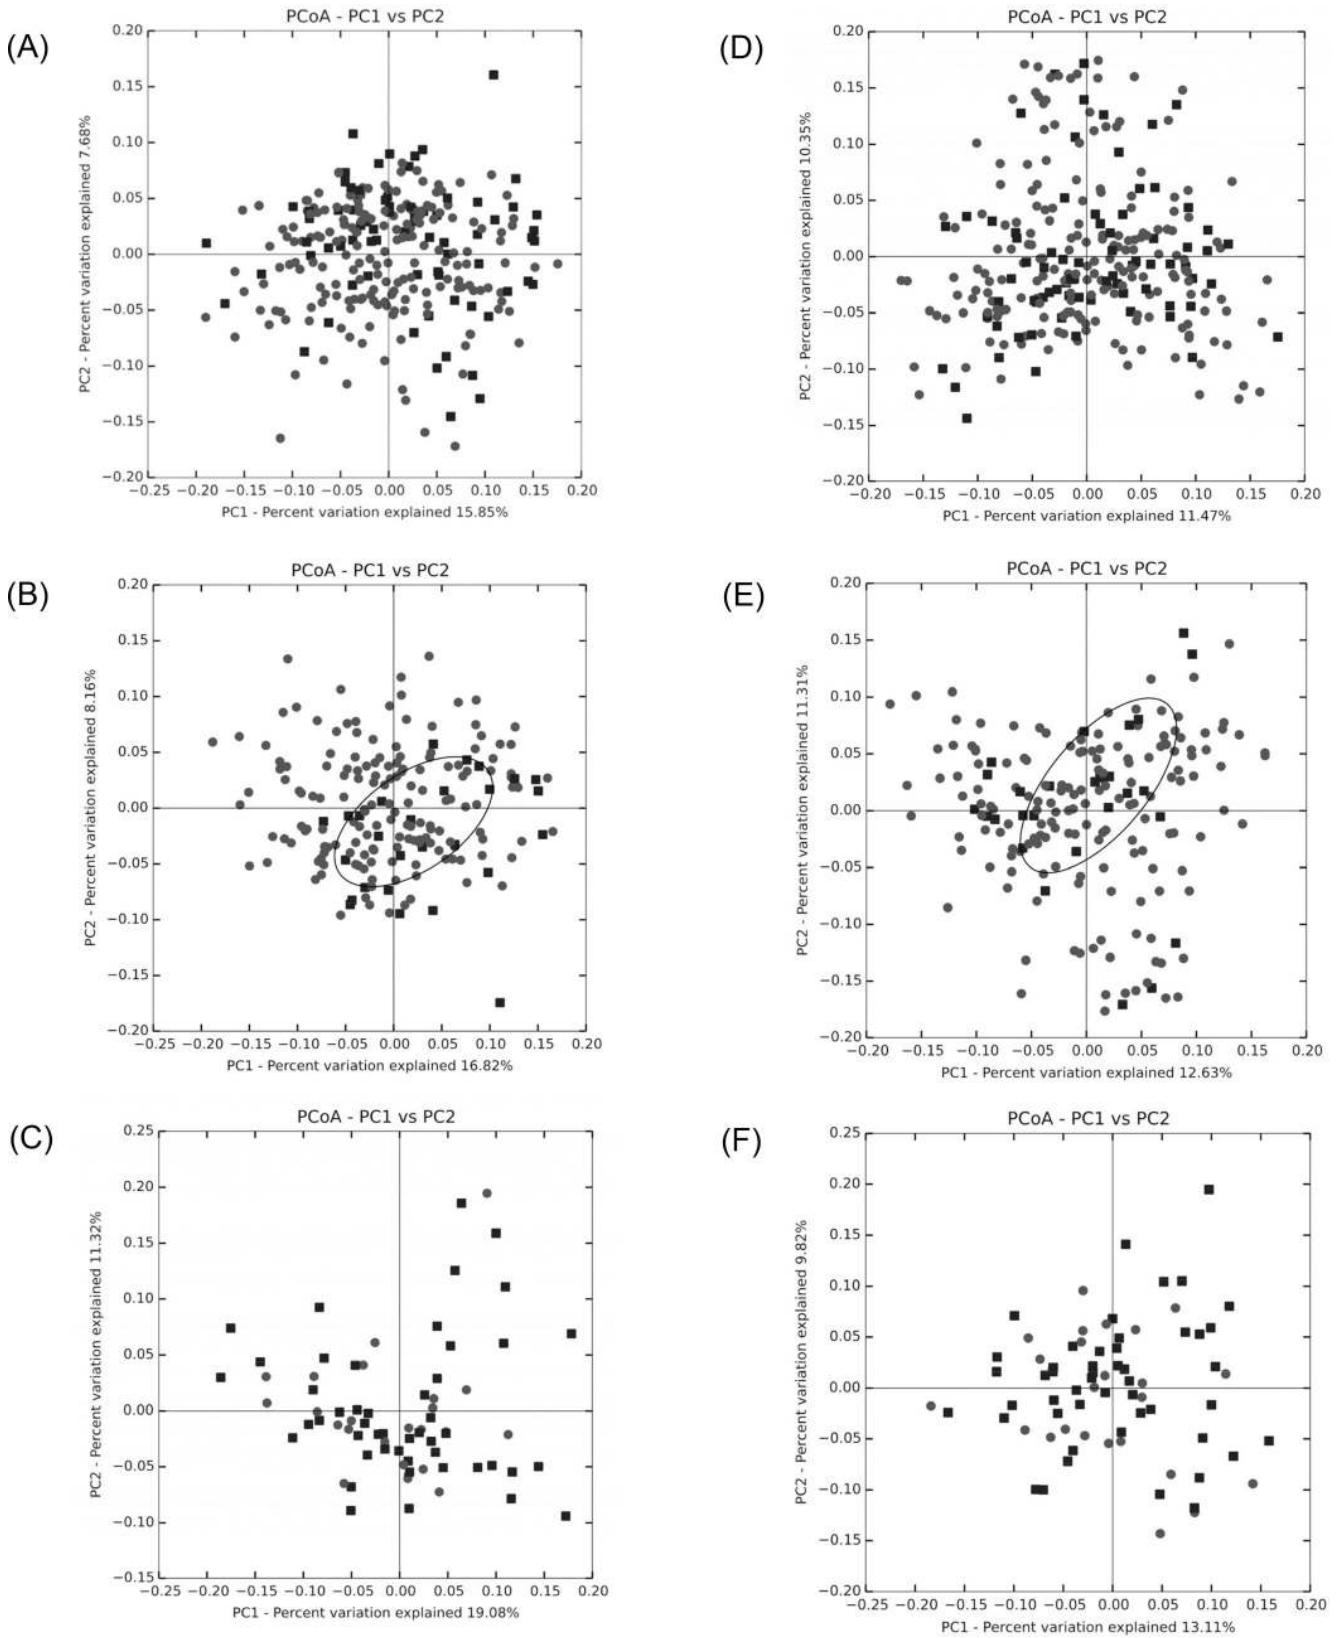 (A)
PCoA - PC1 vs PC2
0.20
0.15
0.10
0.05
0.00
−0.05
−0.10
−0.15
−0.20
PC2 - Percent variation explained 7.68%
−0.25 −0.20 −0.15 −0.10 −0.05 0.00 0.05 0.10 0.15 0.20
PC1 - Percent variation explained 15.85%
(D)
PCoA - PC1 vs PC2
0.20
0.15
0.10
0.05
0.00
−0.05
−0.10
−0.15
−0.20
PC2 - Percent variation explained 10.35%
−0.20 −0.15 −0.10 −0.05 0.00 0.05 0.10 0.15 0.20
PC1 - Percent variation explained 11.47%
(B)
PCoA - PC1 vs PC2
0.20
0.15
0.10
0.05
0.00
−0.05
−0.10
−0.15
−0.20
PC2 - Percent variation explained 8.16%
−0.25 −0.20 −0.15 −0.10 −0.05 0.00 0.05 0.10 0.15 0.20
PC1 - Percent variation explained 16.82%
(E)
PCoA - PC1 vs PC2
0.20
0.15
0.10
0.05
0.00
−0.05
−0.10
−0.15
−0.20
PC2 - Percent variation explained 11.31%
−0.20 −0.15 −0.10 −0.05 0.00 0.05 0.10 0.15 0.20
PC1 - Percent variation explained 12.63%
(C)
PCoA - PC1 vs PC2
0.25
0.20
0.15
0.10
0.05
0.00
−0.05
−0.10
−0.15
PC2 - Percent variation explained 11.32%
−0.25 −0.20 −0.15 −0.10 −0.05 0.00 0.05 0.10 0.15 0.20
PC1 - Percent variation explained 19.08%
(F)
PCoA - PC1 vs PC2
0.25
0.20
0.15
0.10
0.05
0.00
−0.05
−0.10
−0.15
−0.20
PC2 - Percent variation explained 9.82%
−0.25 −0.20 −0.15 −0.10 −0.05 0.00 0.05 0.10 0.15 0.20
PC1 - Percent variation explained 13.11%